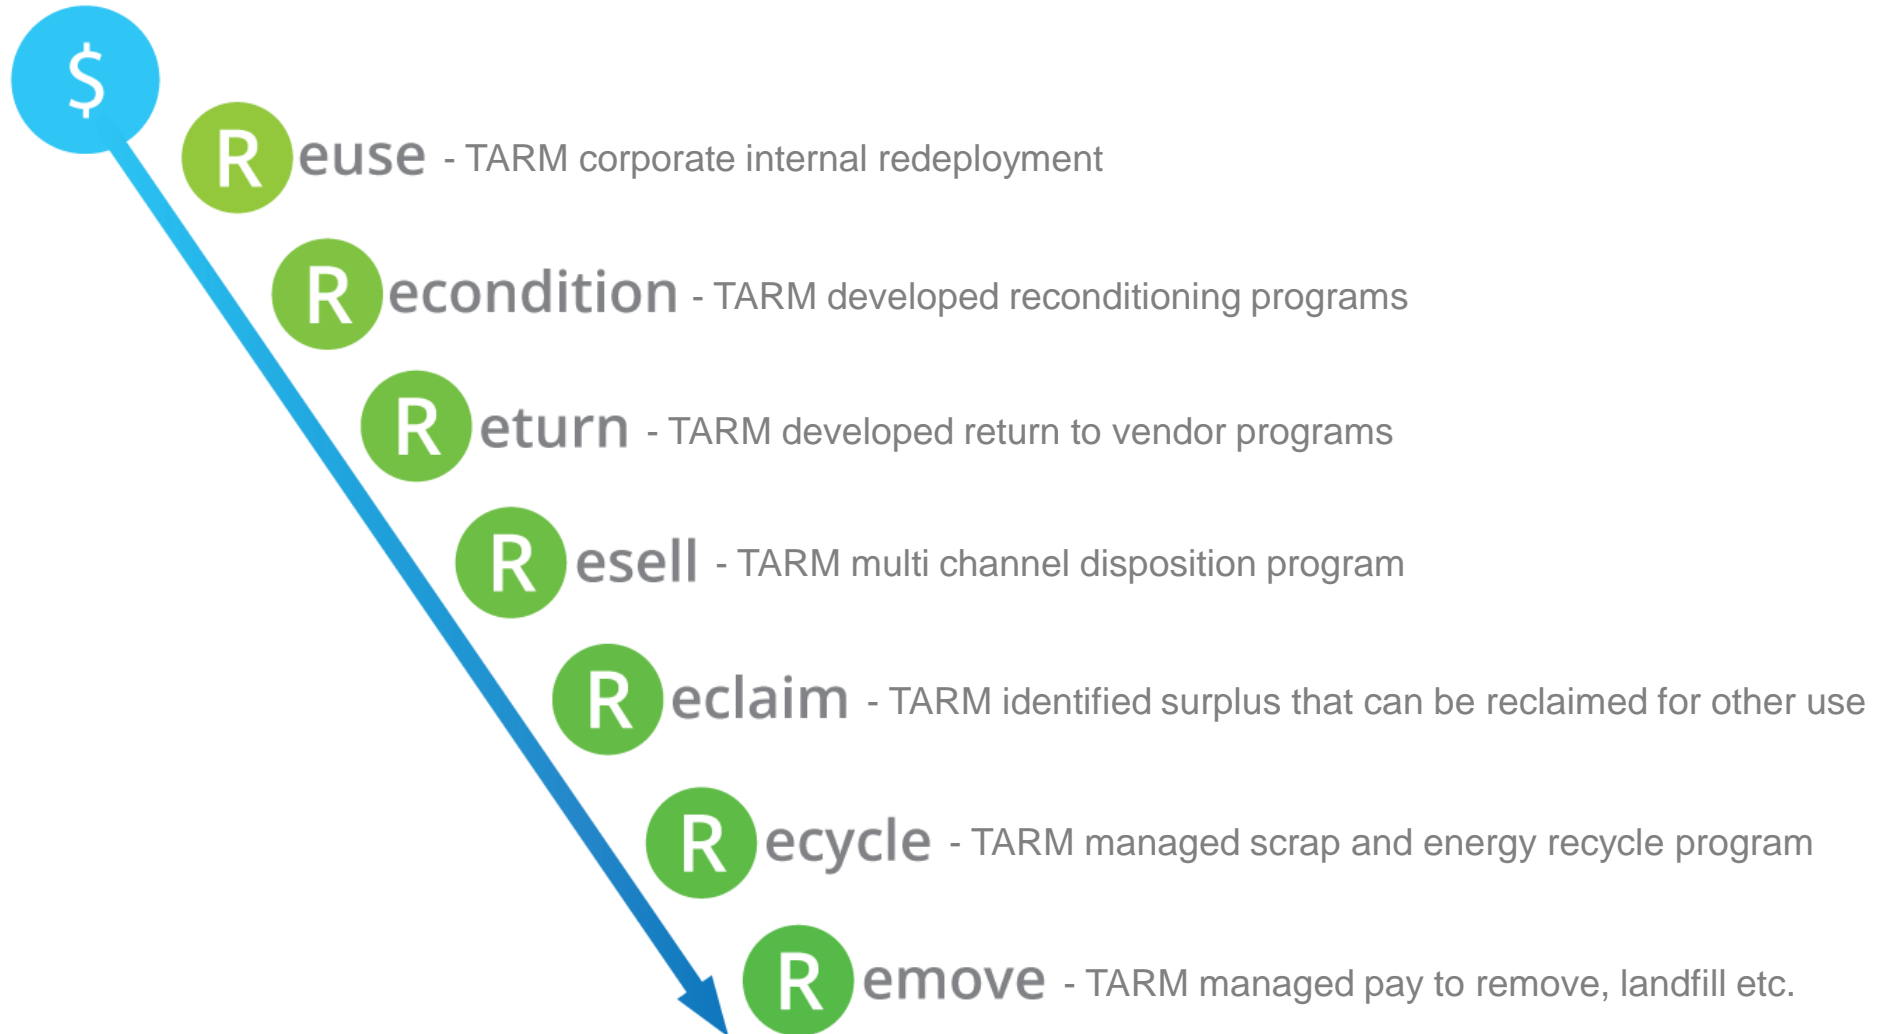 $
Reuse - TARM corporate internal redeployment
Recondition - TARM developed reconditioning programs
Return - TARM developed return to vendor programs
Resell - TARM multi channel disposition program
Reclaim - TARM identified surplus that can be reclaimed for other use
Recycle - TARM managed scrap and energy recycle program
Remove - TARM managed pay to remove, landfill etc.